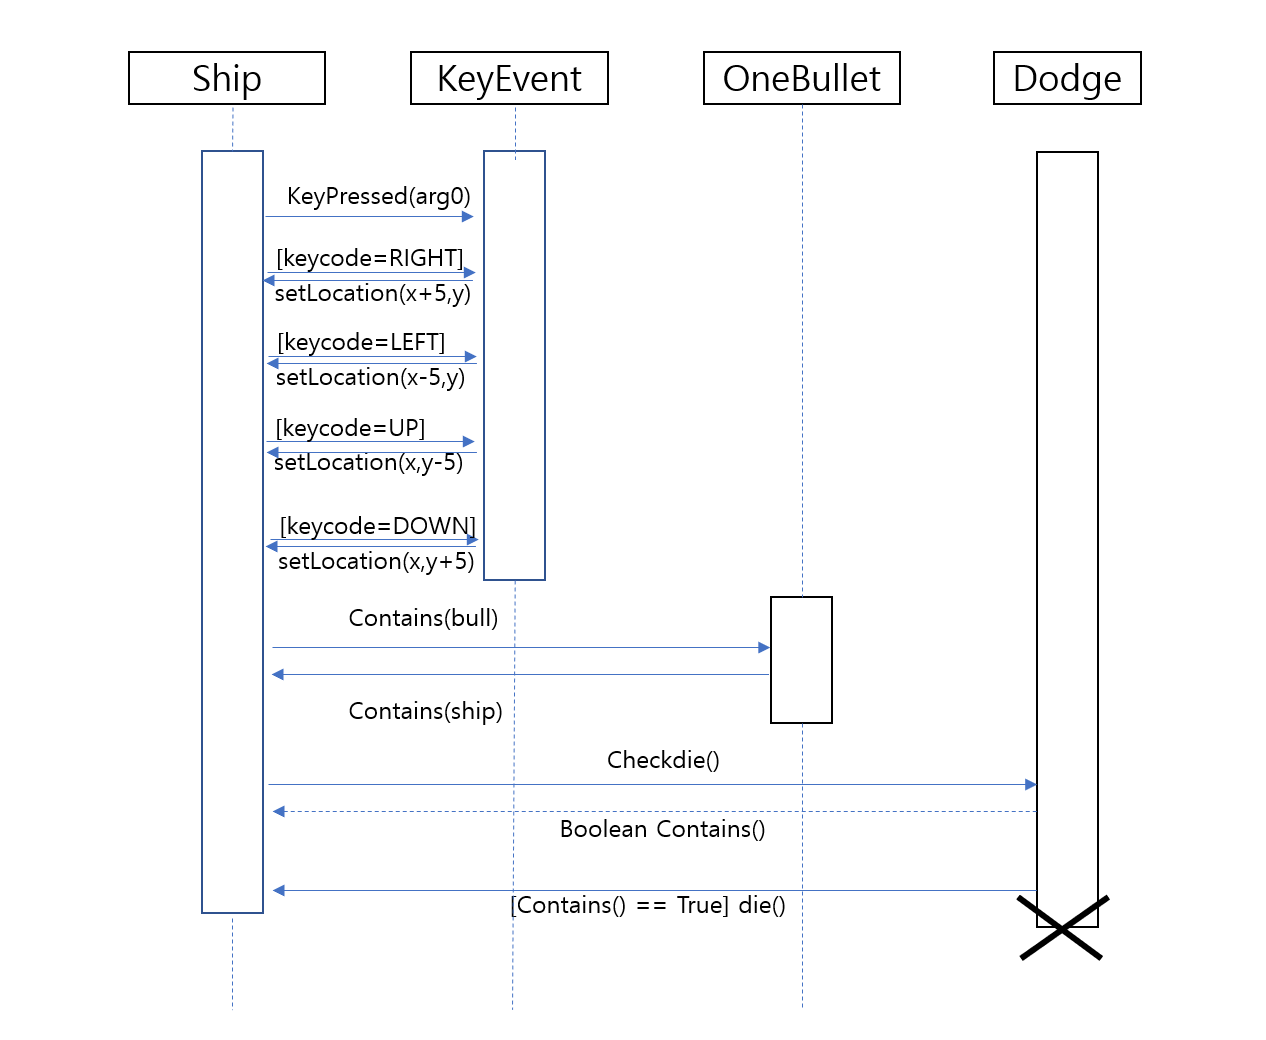 Ship
KeyEvent
OneBullet
Dodge
KeyPressed(arg0)
[keycode=RIGHT]
setLocation(x+5,y)
[keycode=LEFT]
setLocation(x-5,y)
[keycode=UP]
setLocation(x,y-5)
[keycode=DOWN]
setLocation(x,y+5)
Contains(bull)
Contains(ship)
Checkdie()
Boolean Contains()
[Contains() == True] die()